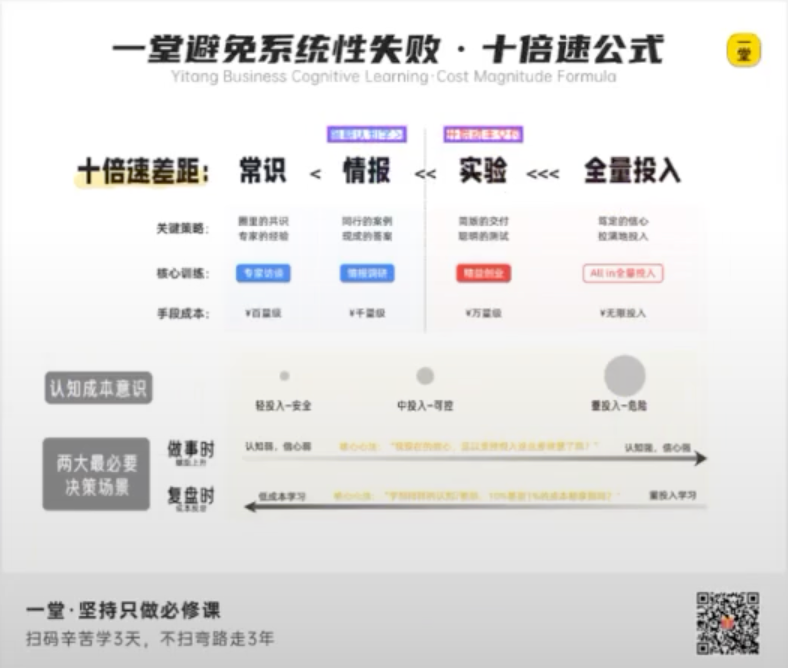 一堂避免系统性失败·十倍速公式
一堂
Yitang Business Cognitive Learning-Cost Magnitude Formula
十倍速差距: 常识 < 情报 << 实验 <<< 全量投入
关键策略: 圈里的共识 同行的案例 简版的交付 笃定的信心
专家的经验 现成的答案 聪明的测试 拉满地投入
核心训练: 专家访谈 情报调研 精益创业 All in全量投入
手段成本: ¥百量级 ¥千量级 ¥万量级 ¥无限投入
认知成本意识
轻投入-安全 中投入-可控 重投入-危险
两大最必要
决策场景
做事时
认知弱,信心弱 认知强,信心强
复盘时
低成本学习 重投入学习
一堂·坚持只做必修课
扫码辛苦学3天,不扫弯路走3年